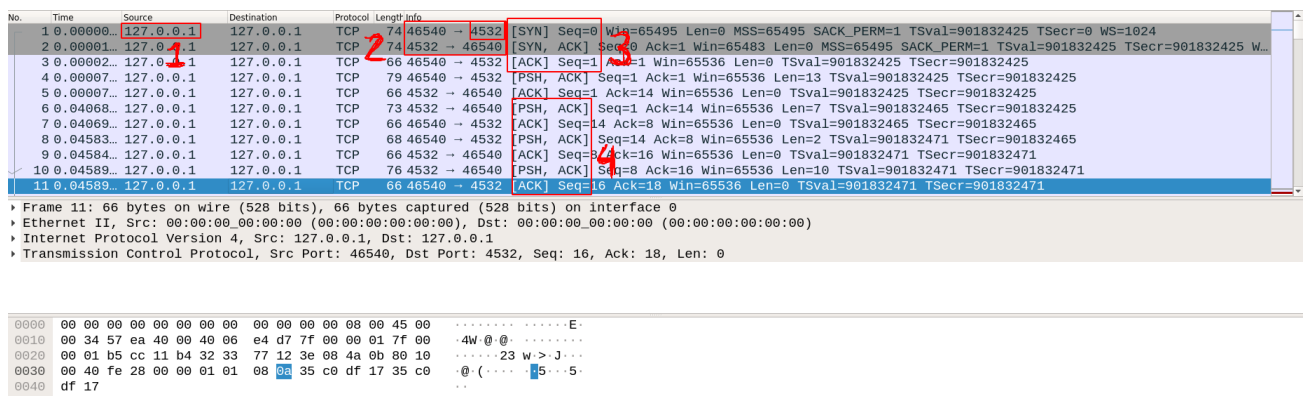 No. Time Source Destination Protocol Length Info
1 0.00000… 127.0.0.1 127.0.0.1 TCP 74 46540 → 4532 [SYN] Seq=0 Win=65495 Len=0 MSS=65495 SACK_PERM=1 TSval=901832425 TSecr=0 WS=1024
2 0.00001… 127.0.0.1 127.0.0.1 TCP 74 4532 → 46540 [SYN, ACK] Seq=0 Ack=1 Win=65483 Len=0 MSS=65495 SACK_PERM=1 TSval=901832425 TSecr=901832425 W…
3 0.00002… 127.0.0.1 127.0.0.1 TCP 66 46540 → 4532 [ACK] Seq=1 Ack=1 Win=65536 Len=0 TSval=901832425 TSecr=901832425
4 0.00007… 127.0.0.1 127.0.0.1 TCP 79 46540 → 4532 [PSH, ACK] Seq=1 Ack=1 Win=65536 Len=13 TSval=901832425 TSecr=901832425
5 0.00007… 127.0.0.1 127.0.0.1 TCP 66 4532 → 46540 [ACK] Seq=1 Ack=14 Win=65536 Len=0 TSval=901832425 TSecr=901832425
6 0.04068… 127.0.0.1 127.0.0.1 TCP 73 4532 → 46540 [PSH, ACK] Seq=1 Ack=14 Win=65536 Len=7 TSval=901832465 TSecr=901832425
7 0.04069… 127.0.0.1 127.0.0.1 TCP 66 46540 → 4532 [ACK] Seq=14 Ack=8 Win=65536 Len=0 TSval=901832465 TSecr=901832465
8 0.04583… 127.0.0.1 127.0.0.1 TCP 68 46540 → 4532 [PSH, ACK] Seq=14 Ack=8 Win=65536 Len=2 TSval=901832471 TSecr=901832465
9 0.04584… 127.0.0.1 127.0.0.1 TCP 66 4532 → 46540 [ACK] Seq=8 Ack=16 Win=65536 Len=0 TSval=901832471 TSecr=901832471
10 0.04589… 127.0.0.1 127.0.0.1 TCP 76 4532 → 46540 [PSH, ACK] Seq=8 Ack=16 Win=65536 Len=10 TSval=901832471 TSecr=901832471
11 0.04589… 127.0.0.1 127.0.0.1 TCP 66 46540 → 4532 [ACK] Seq=16 Ack=18 Win=65536 Len=0 TSval=901832471 TSecr=901832471
1
2
3
4
Frame 11: 66 bytes on wire (528 bits), 66 bytes captured (528 bits) on interface 0
Ethernet II, Src: 00:00:00_00:00:00 (00:00:00:00:00:00), Dst: 00:00:00_00:00:00 (00:00:00:00:00:00)
Internet Protocol Version 4, Src: 127.0.0.1, Dst: 127.0.0.1
Transmission Control Protocol, Src Port: 46540, Dst Port: 4532, Seq: 16, Ack: 18, Len: 0
0000 00 00 00 00 00 00 00 00 00 00 00 00 08 00 45 00 ········ ······E·
0010 00 34 57 ea 40 00 40 06 e4 d7 7f 00 00 01 7f 00 ·4W·@·@· ········
0020 00 01 b5 cc 11 b4 32 33 77 12 3e 08 4a 0b 80 10 ······23 w·>·J···
0030 00 40 fe 28 00 00 01 01 08 0a 35 c0 df 17 35 c0 ·@·(···· ··5···5·
0040 df 17 ··